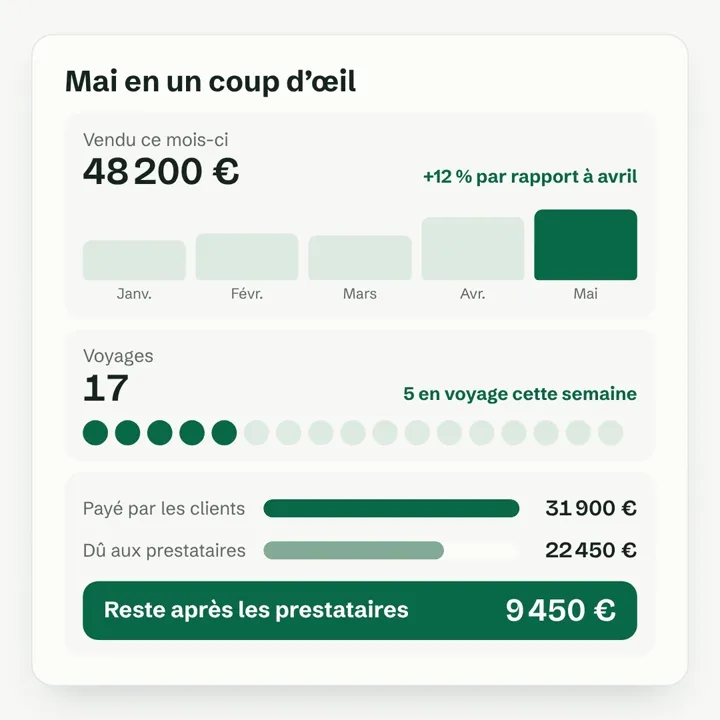 Mai en un coup d’œil
Vendu ce mois-ci
48 200 €
+12 % par rapport à avril
Janv. Févr. Mars Avr. Mai
Voyages
17
5 en voyage cette semaine
Payé par les clients 31 900 €
Dû aux prestataires 22 450 €
Reste après les prestataires 9 450 €